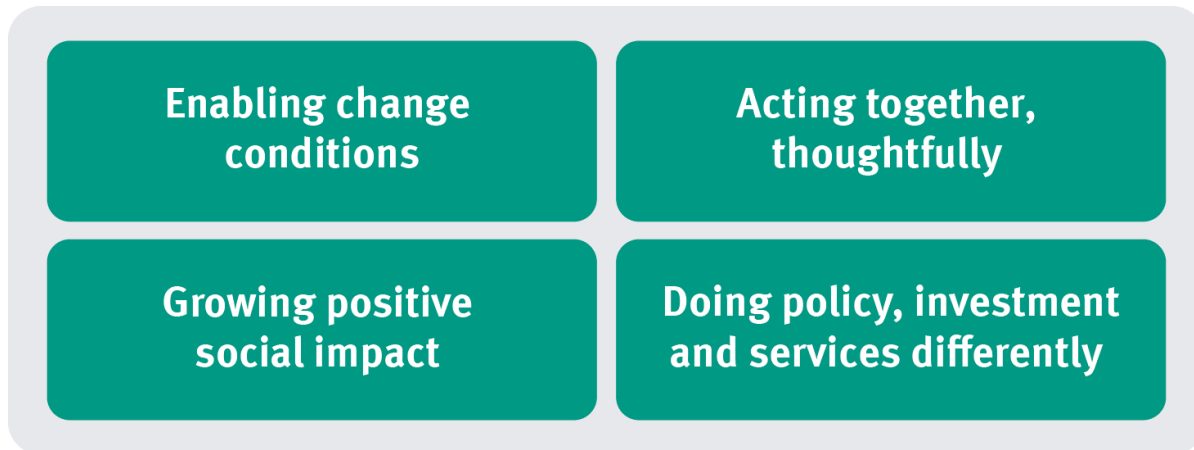 Enabling change
conditions
Acting together,
thoughtfully
Growing positive
social impact
Doing policy, investment
and services differently